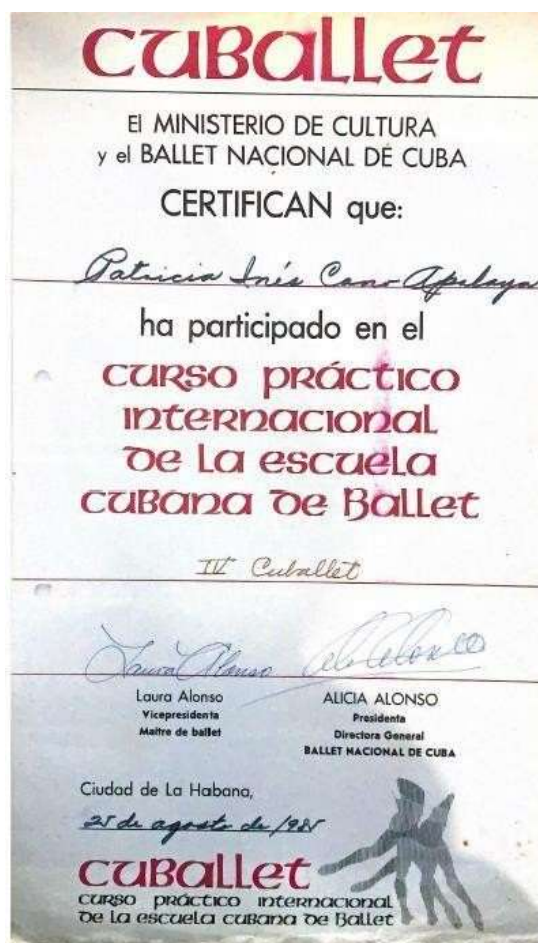 CUBALLET
El MINISTERIO DE CULTURA
y el BALLET NACIONAL DE CUBA
CERTIFICAN que:
Patricia Inés Cano Apelaya
ha participado en el
CURSO PRÁCTICO
INTERNACIONAL
DE LA ESCUELA
CUBANA DE BALLET
IV Cuballet
Laura Alonso
Laura Alonso
Vicepresidenta
Maitre de ballet
ALICIA ALONSO
Presidenta
Directora General
BALLET NACIONAL DE CUBA
Ciudad de La Habana,
de agosto de
CUBALLET
CURSO PRÁCTICO INTERNACIONAL
DE LA ESCUELA CUBANA DE BALLET